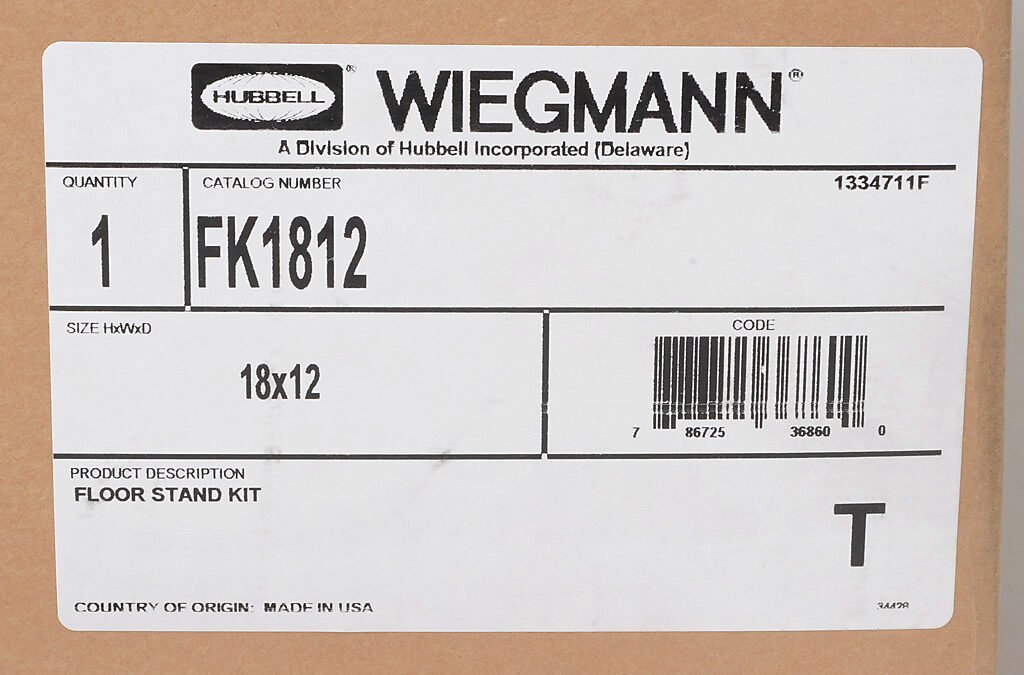 HUBBELL ® WIEGMANN ®
A Division of Hubbell Incorporated (Delaware)
QUANTITY
1
CATALOG NUMBER
1334711F
FK1812
SIZE HxWxD
18x12
CODE
7 86725 36860 0
PRODUCT DESCRIPTION
FLOOR STAND KIT
T
COUNTRY OF ORIGIN: MADE IN USA
34428